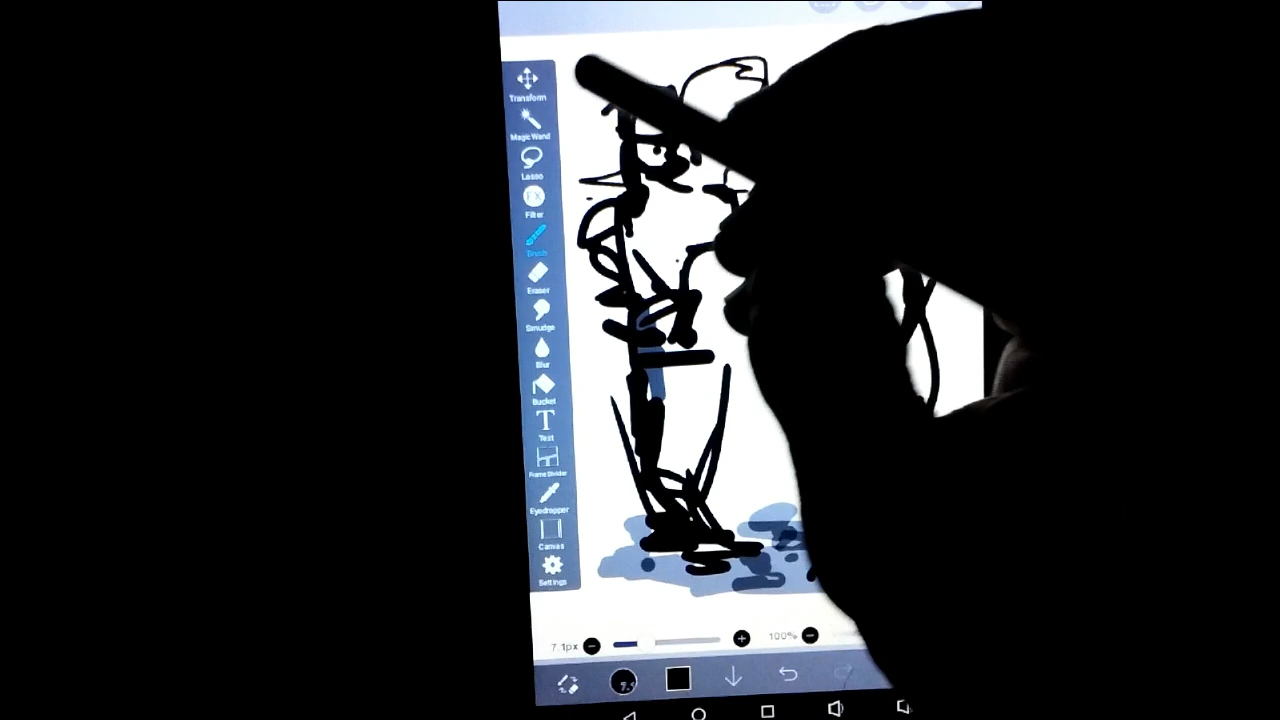 Transform
Magic Wand
Lasso
FX
Filter
Brush
Eraser
Smudge
Blur
Bucket
T
Text
Frame Divider
Eyedropper
Canvas
Settings
7.1px
100%